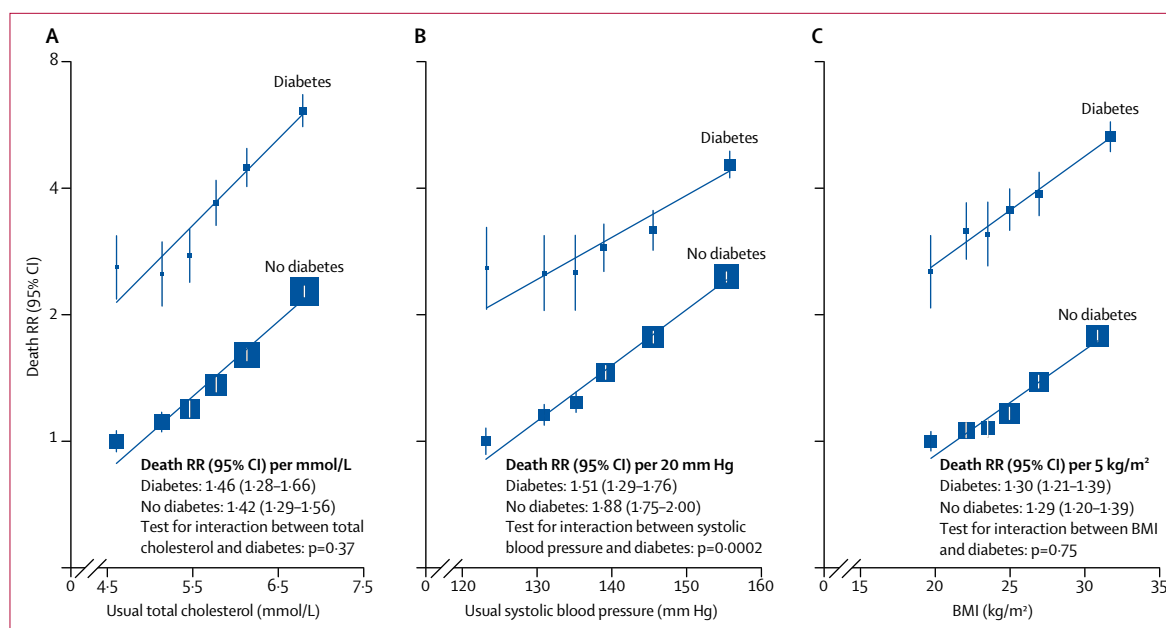 A
B
C
Death RR (95% CI)
8
4
2
1
Diabetes
No diabetes
Death RR (95% CI) per mmol/L
Diabetes: 1·46 (1·28–1·66)
No diabetes: 1·42 (1·29–1·56)
Test for interaction between total
cholesterol and diabetes: p=0·37
0 4·5 5·5 6·5 7·5
Usual total cholesterol (mmol/L)
Diabetes
No diabetes
Death RR (95% CI) per 20 mm Hg
Diabetes: 1·51 (1·29–1·76)
No diabetes: 1·88 (1·75–2·00)
Test for interaction between systolic
blood pressure and diabetes: p=0·0002
0 120 130 140 150 160
Usual systolic blood pressure (mm Hg)
Diabetes
No diabetes
Death RR (95% CI) per 5 kg/m²
Diabetes: 1·30 (1·21–1·39)
No diabetes: 1·29 (1·20–1·39)
Test for interaction between BMI
and diabetes: p=0·75
0 20 25 30 35
BMI (kg/m²)